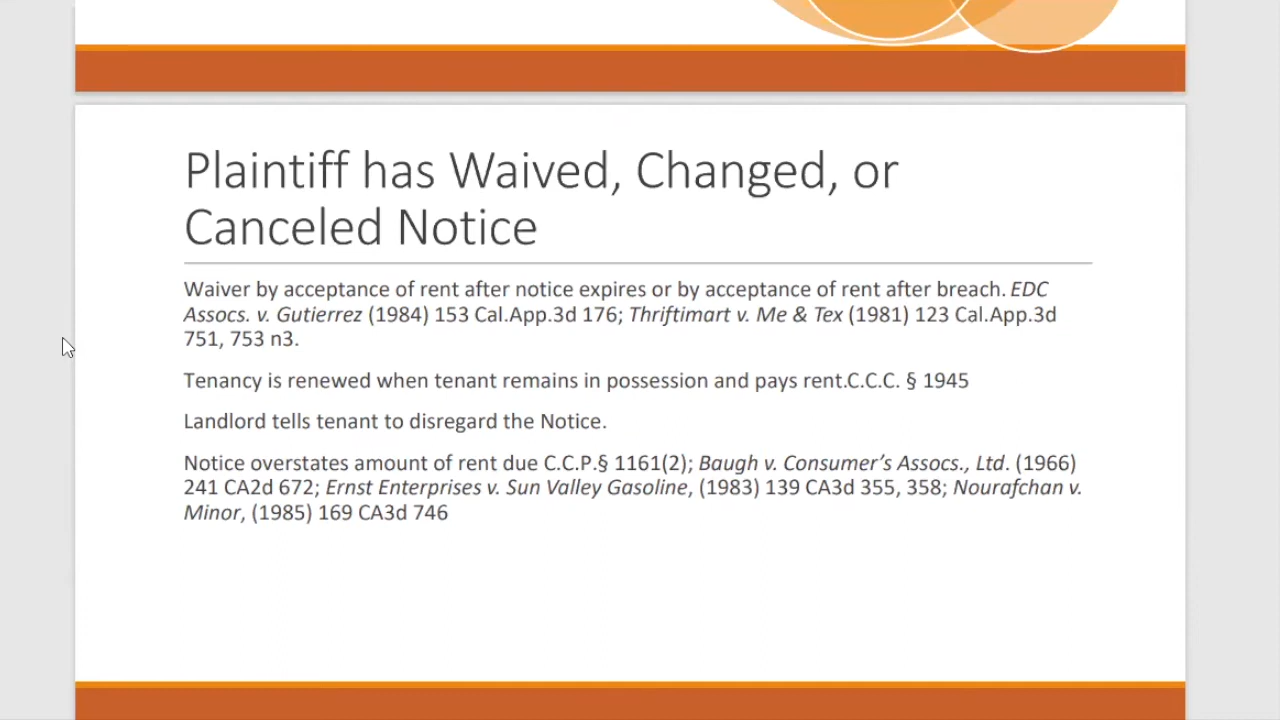 Plaintiff has Waived, Changed, or
Canceled Notice
Waiver by acceptance of rent after notice expires or by acceptance of rent after breach. EDC
Assocs. v. Gutierrez (1984) 153 Cal.App.3d 176; Thriftimart v. Me & Tex (1981) 123 Cal.App.3d
751, 753 n3.
Tenancy is renewed when tenant remains in possession and pays rent.C.C.C. § 1945
Landlord tells tenant to disregard the Notice.
Notice overstates amount of rent due C.C.P.§ 1161(2); Baugh v. Consumer’s Assocs., Ltd. (1966)
241 CA2d 672; Ernst Enterprises v. Sun Valley Gasoline, (1983) 139 CA3d 355, 358; Nourafchan v.
Minor, (1985) 169 CA3d 746